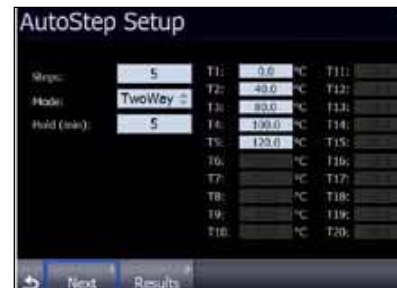 AutoStep Setup
Steps: 5
Mode: TwoWay
Hold (min): 5
T1: 0.0 °C T11:
T2: 40.0 °C T12:
T3: 80.0 °C T13:
T4: 100.0 °C T14:
T5: 120.0 °C T15:
T6: °C T16:
T7: °C T17:
T8: °C T18:
T9: °C T19:
T10: °C T20:
Next Results